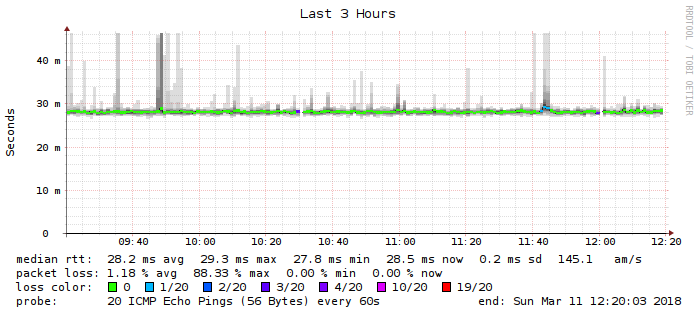 Last 3 Hours
RRDTOOL / TOBI OETIKER
Seconds
40 m
30 m
20 m
10 m
0
09:40 10:00 10:20 10:40 11:00 11:20 11:40 12:00 12:20
median rtt: 28.2 ms avg 29.3 ms max 27.8 ms min 28.5 ms now 0.2 ms sd 145.1 am/s
packet loss: 1.18 % avg 88.33 % max 0.00 % min 0.00 % now
loss color: 0 1/20 2/20 3/20 4/20 10/20 19/20
probe: 20 ICMP Echo Pings (56 Bytes) every 60s end: Sun Mar 11 12:20:03 2018